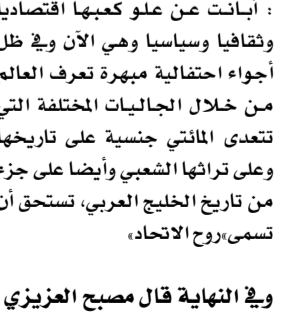 : أبانت عن علو كعبها اقتصاديا
وثقافيا وسياسيا وهي الآن وفي ظل
أجواء احتفالية مبهرة تعرف العالم
من خلال الجاليات المختلفة التي
تتعدى المائتي جنسية على تاريخها
وعلى تراثها الشعبي وأيضا على جزء
من تاريخ الخليج العربي، تستحق أن
تسمى»روح الاتحاد»
وفي النهاية قال مصبح العزيزي